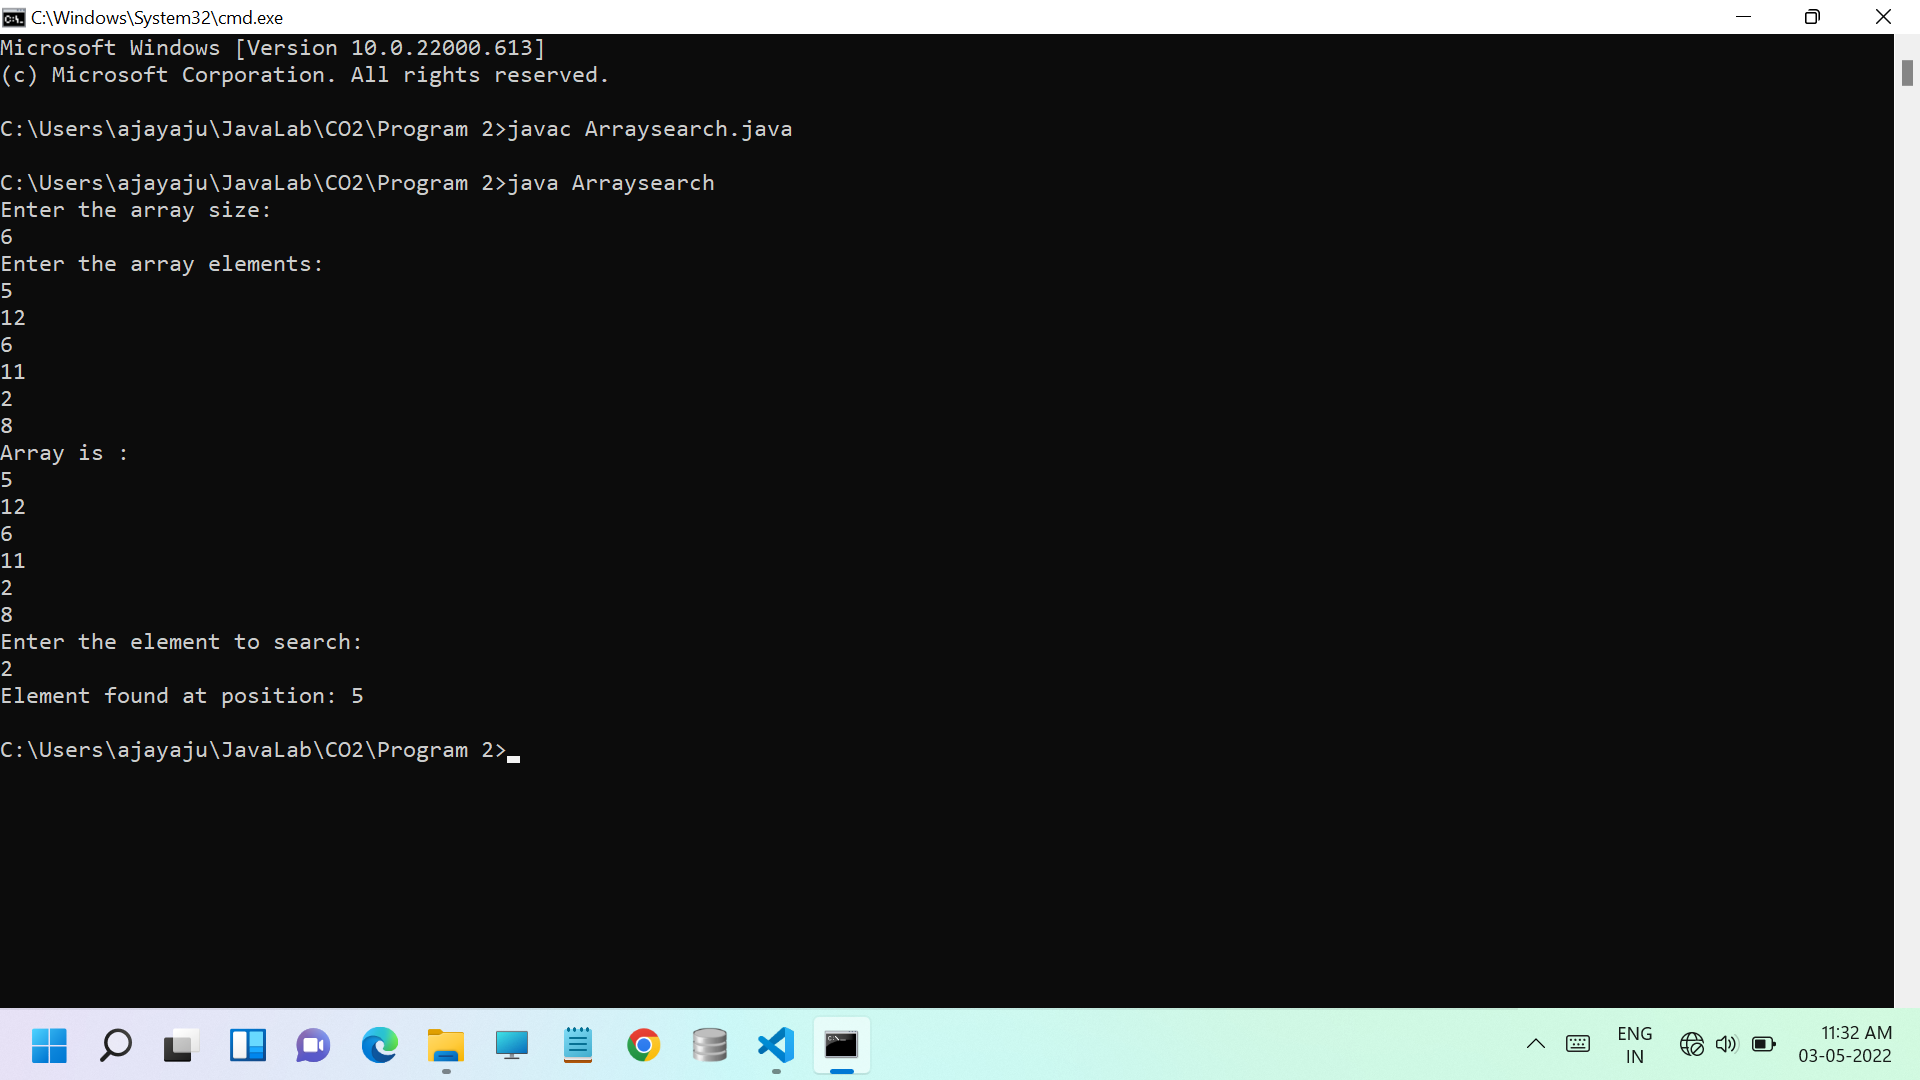 C:\Windows\System32\cmd.exe
Microsoft Windows [Version 10.0.22000.613]
(c) Microsoft Corporation. All rights reserved.
C:\Users\ajayaju\JavaLab\CO2\Program 2>javac Arraysearch.java
C:\Users\ajayaju\JavaLab\CO2\Program 2>java Arraysearch
Enter the array size:
6
Enter the array elements:
5
12
6
11
2
8
Array is :
5
12
6
11
2
8
Enter the element to search:
2
Element found at position: 5
C:\Users\ajayaju\JavaLab\CO2\Program 2>
ENG
IN
11:32 AM
03-05-2022